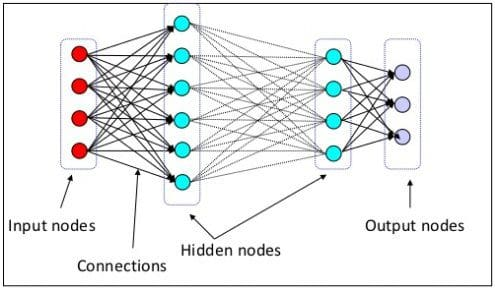 Input nodes
Output nodes
Hidden nodes
Connections